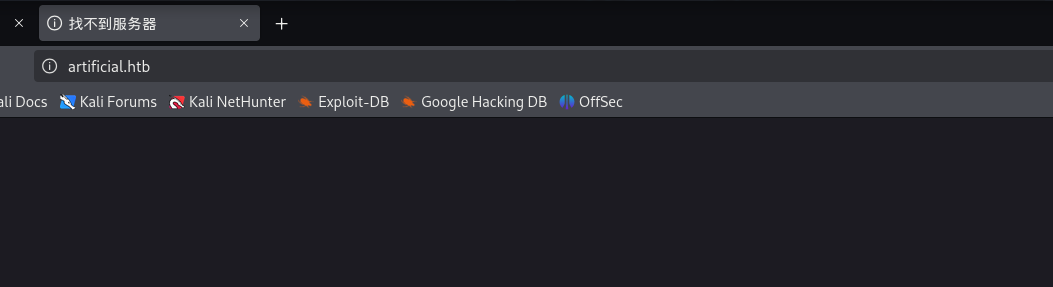 找不到服务器
artificial.htb
ali Docs Kali Forums Kali NetHunter Exploit-DB Google Hacking DB OffSec